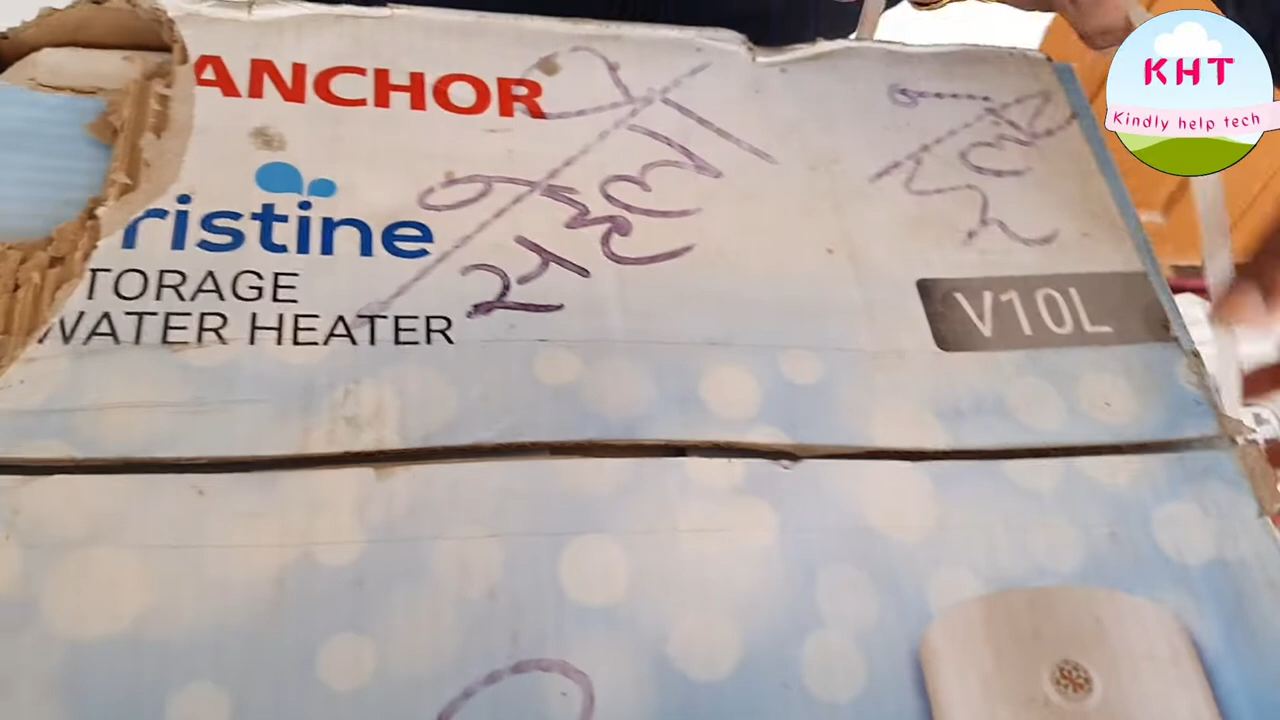 ANCHOR
ristine
TORAGE
WATER HEATER
V10L
KHT
Kindly help tech